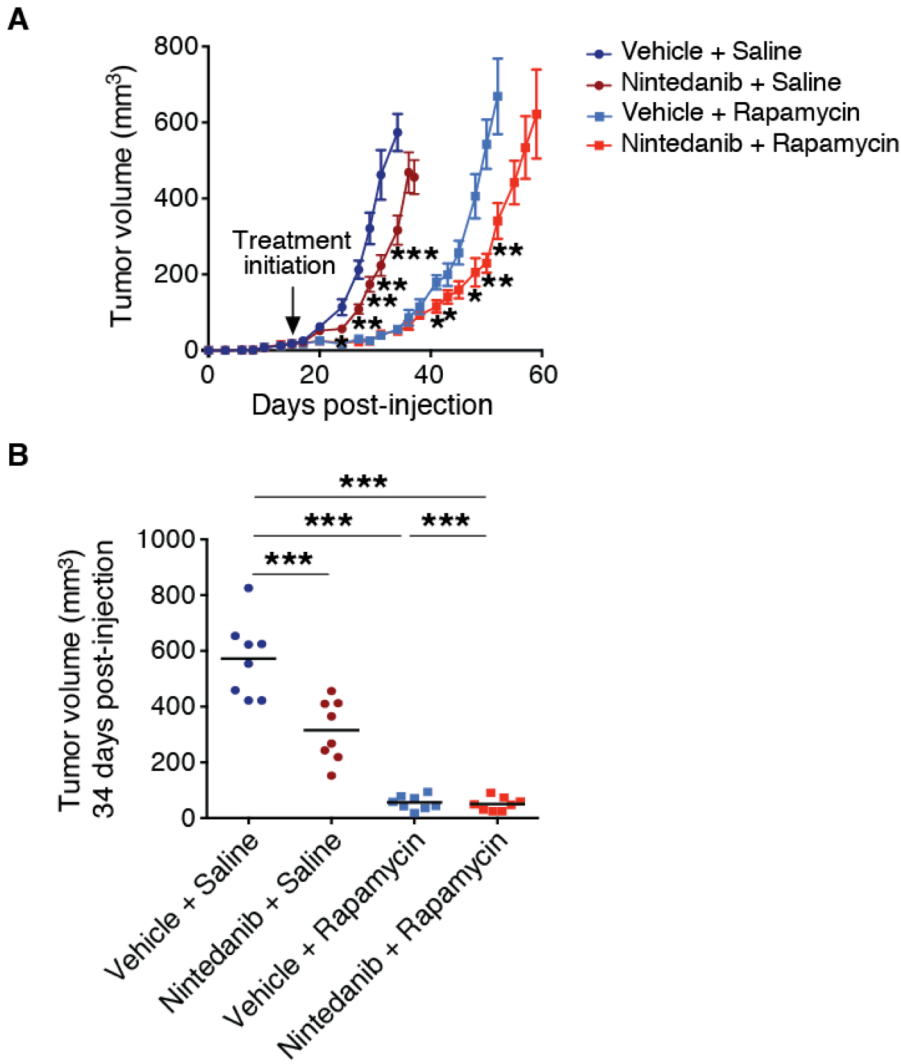 A
Tumor volume (mm³)
800
600
400
200
0
0
20
40
60
Days post-injection
Treatment
initiation
Vehicle + Saline
Nintedanib + Saline
Vehicle + Rapamycin
Nintedanib + Rapamycin
*
**
**
**
***
*
*
*
**
**
B
***
***
***
***
Tumor volume (mm³)
34 days post-injection
1000
800
600
400
200
0
Vehicle + Saline
Nintedanib + Saline
Vehicle + Rapamycin
Nintedanib + Rapamycin